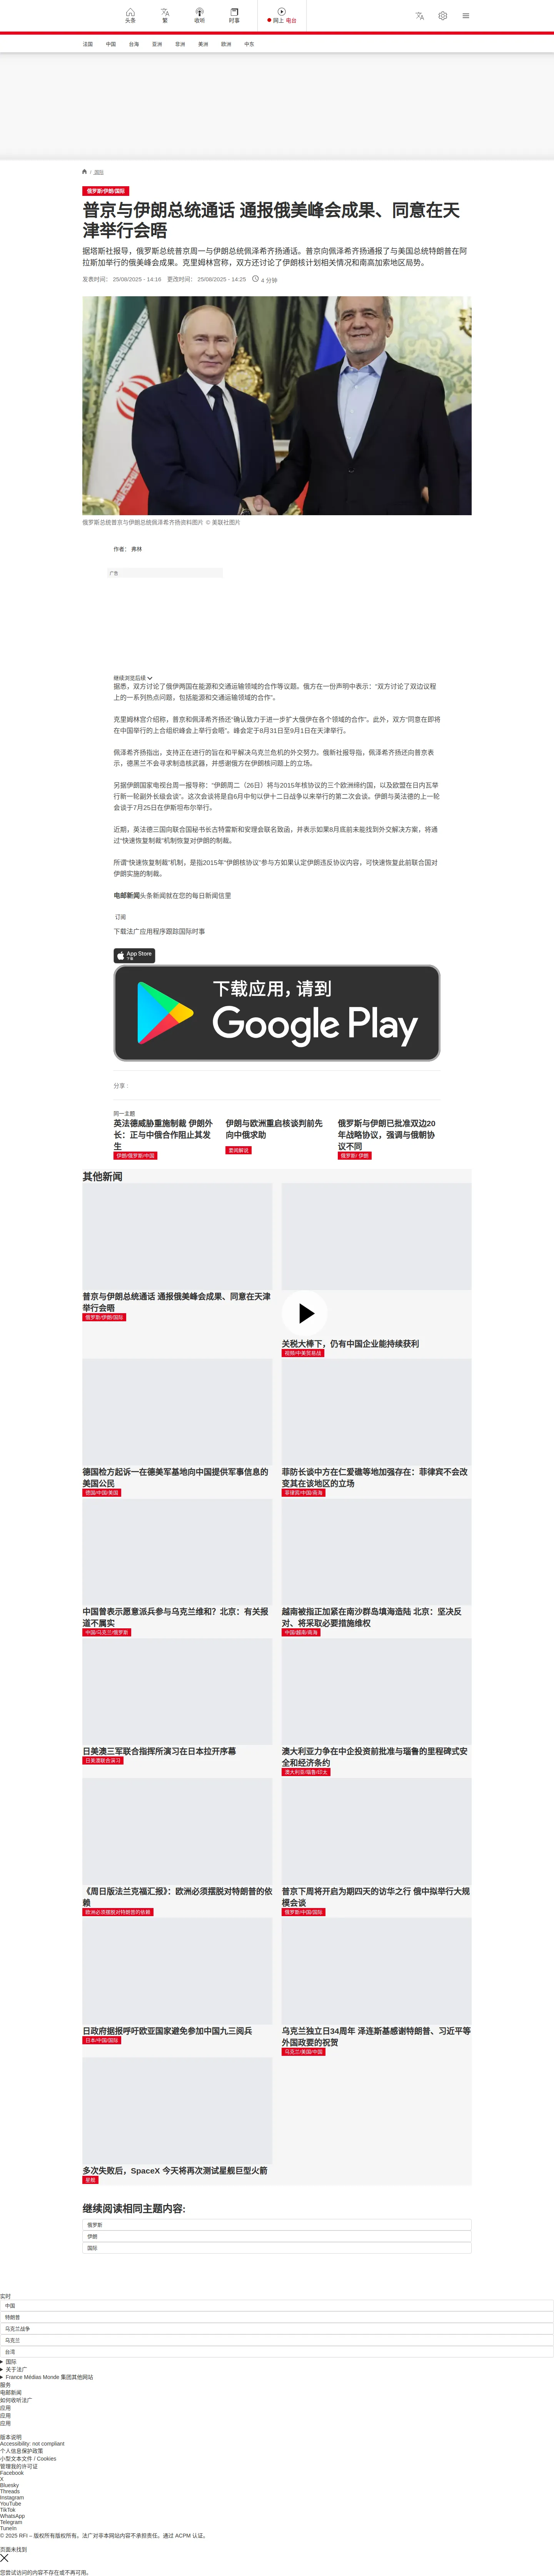 头条
繁
收听
时事
网上 电台
法国 中国 台海 亚洲 非洲 美洲 欧洲 中东
/ 国际
俄罗斯/伊朗/国际
普京与伊朗总统通话 通报俄美峰会成果、同意在天
津举行会晤
据塔斯社报导，俄罗斯总统普京周一与伊朗总统佩泽希齐扬通话。普京向佩泽希齐扬通报了与美国总统特朗普在阿
拉斯加举行的俄美峰会成果。克里姆林宫称，双方还讨论了伊朗核计划相关情况和南高加索地区局势。
发表时间： 25/08/2025 - 14:16 更改时间： 25/08/2025 - 14:25 4 分钟
俄罗斯总统普京与伊朗总统佩泽希齐扬资料图片 © 美联社图片
作者： 弗林
广告
继续浏览后续
据悉，双方讨论了俄伊两国在能源和交通运输领域的合作等议题。俄方在一份声明中表示：“双方讨论了双边议程
上的一系列热点问题，包括能源和交通运输领域的合作”。
克里姆林宫介绍称，普京和佩泽希齐扬还“确认致力于进一步扩大俄伊在各个领域的合作”。此外，双方“同意在即将
在中国举行的上合组织峰会上举行会晤”。峰会定于8月31日至9月1日在天津举行。
佩泽希齐扬指出，支持正在进行的旨在和平解决乌克兰危机的外交努力。俄新社报导指，佩泽希齐扬还向普京表
示，德黑兰不会寻求制造核武器，并感谢俄方在伊朗核问题上的立场。
另据伊朗国家电视台周一报导称：“伊朗周二（26日）将与2015年核协议的三个欧洲缔约国，以及欧盟在日内瓦举
行新一轮副外长级会谈”。这次会谈将是自6月中旬以伊十二日战争以来举行的第二次会谈。伊朗与英法德的上一轮
会谈于7月25日在伊斯坦布尔举行。
近期，英法德三国向联合国秘书长古特雷斯和安理会联名致函，并表示如果8月底前未能找到外交解决方案，将通
过“快速恢复制裁”机制恢复对伊朗的制裁。
所谓“快速恢复制裁”机制，是指2015年“伊朗核协议”参与方如果认定伊朗违反协议内容，可快速恢复此前联合国对
伊朗实施的制裁。
电邮新闻头条新闻就在您的每日新闻信里
订阅
下载法广应用程序跟踪国际时事
App Store
下载
下载应用，请到
Google Play
分享 :
同一主题
英法德威胁重施制裁 伊朗外
长：正与中俄合作阻止其发
生
伊朗/俄罗斯/中国
伊朗与欧洲重启核谈判前先
向中俄求助
要闻解说
俄罗斯与伊朗已批准双边20
年战略协议，强调与俄朝协
议不同
俄罗斯/ 伊朗
其他新闻
普京与伊朗总统通话 通报俄美峰会成果、同意在天津
举行会晤
俄罗斯/伊朗/国际
关税大棒下，仍有中国企业能持续获利
视频/中美贸易战
德国检方起诉一在德美军基地向中国提供军事信息的
美国公民
德国/中国/美国
菲防长谈中方在仁爱礁等地加强存在：菲律宾不会改
变其在该地区的立场
菲律宾/中国/南海
中国曾表示愿意派兵参与乌克兰维和？北京：有关报
道不属实
中国/乌克兰/俄罗斯
越南被指正加紧在南沙群岛填海造陆 北京：坚决反
对、将采取必要措施维权
中国/越南/南海
日美澳三军联合指挥所演习在日本拉开序幕
日美澳联合演习
澳大利亚力争在中企投资前批准与瑙鲁的里程碑式安
全和经济条约
澳大利亚/瑙鲁/印太
《周日版法兰克福汇报》：欧洲必须摆脱对特朗普的依
赖
欧洲必须摆脱对特朗普的依赖
普京下周将开启为期四天的访华之行 俄中拟举行大规
模会谈
俄罗斯/中国/国际
日政府据报呼吁欧亚国家避免参加中国九三阅兵
日本/中国/国际
乌克兰独立日34周年 泽连斯基感谢特朗普、习近平等
外国政要的祝贺
乌克兰/美国/中国
多次失败后，SpaceX 今天将再次测试星舰巨型火箭
音视
继续阅读相同主题内容:
俄罗斯
伊朗
国际
实时
中国
特朗普
乌克兰战争
乌克兰
台湾
国际
关于法广
France Médias Monde 集团其他网站
服务
电邮新闻
如何收听法广
应用
应用
应用
版本说明
Accessibility: not compliant
个人信息保护政策
小型文本文件 / Cookies
管理我的许可证
Facebook
X
Bluesky
Threads
Instagram
YouTube
TikTok
WhatsApp
Telegram
TuneIn
© 2025 RFI – 版权所有版权所有。法广对非本网站内容不承担责任。通过 ACPM 认证。
页面未找到
您尝试访问的内容不存在或不再可用。